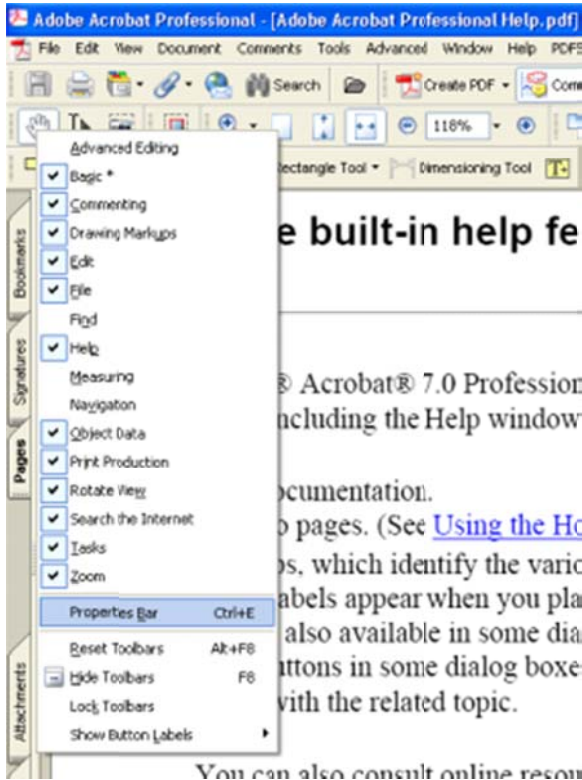 Adobe Acrobat Professional - [Adobe Acrobat Professional Help.pdf]
File Edit View Document Comments Tools Advanced Window Help PDFS
Search Create PDF Com
118%
ectangle Tool Dimensioning Tool T
Advanced Editing
Basic *
Commenting
Drawing Markups
Edit
File
Find
Help
Measuring
Navigation
Object Data
Print Production
Rotate View
Search the Internet
Tasks
Zoom
Properties Bar Ctrl+E
Reset Toolbars Alt+F8
Hide Toolbars F8
Lock Toolbars
Show Button Labels
Bookmarks
Signatures
Pages
Attachments
e built-in help fe
® Acrobat® 7.0 Profession
ncluding the Help window
ocumentation.
o pages. (See Using the Ho
ps, which identify the vario
abels appear when you pla
also available in some dia
uttons in some dialog boxe
with the related topic.
You can also consult online resou